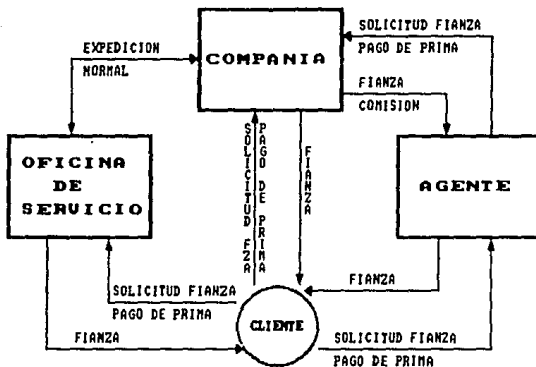 SOLICITUD FIANZA
PAGO DE PRIMA
EXPEDICION
NORMAL
COMPANIA
FIANZA
COMISION
SOLICITUD FZA
PAGO DE PRIMA
FIANZA
OFICINA
DE
SERVICIO
AGENTE
SOLICITUD FIANZA
PAGO DE PRIMA
FIANZA
FIANZA
CLIENTE
SOLICITUD FIANZA
PAGO DE PRIMA